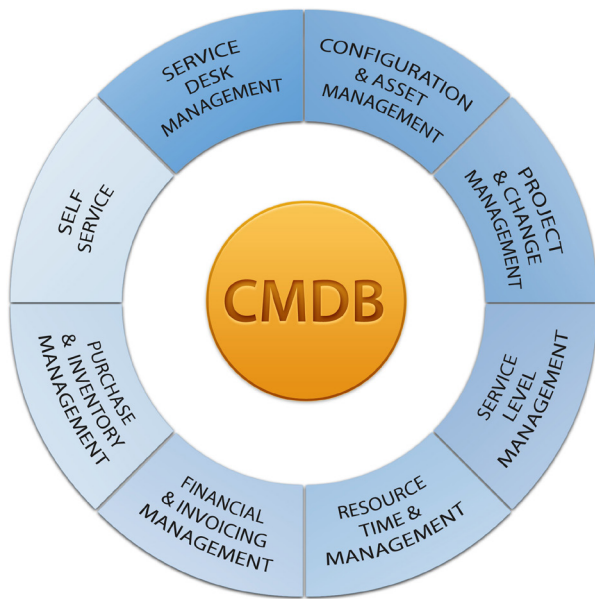 SERVICE
DESK
MANAGEMENT
CONFIGURATION
& ASSET
MANAGEMENT
PROJECT
& CHANGE
MANAGEMENT
SERVICE
LEVEL
MANAGEMENT
RESOURCE
TIME &
MANAGEMENT
FINANCIAL
& INVOICING
MANAGEMENT
PURCHASE
& INVENTORY
MANAGEMENT
SELF
SERVICE
CMDB